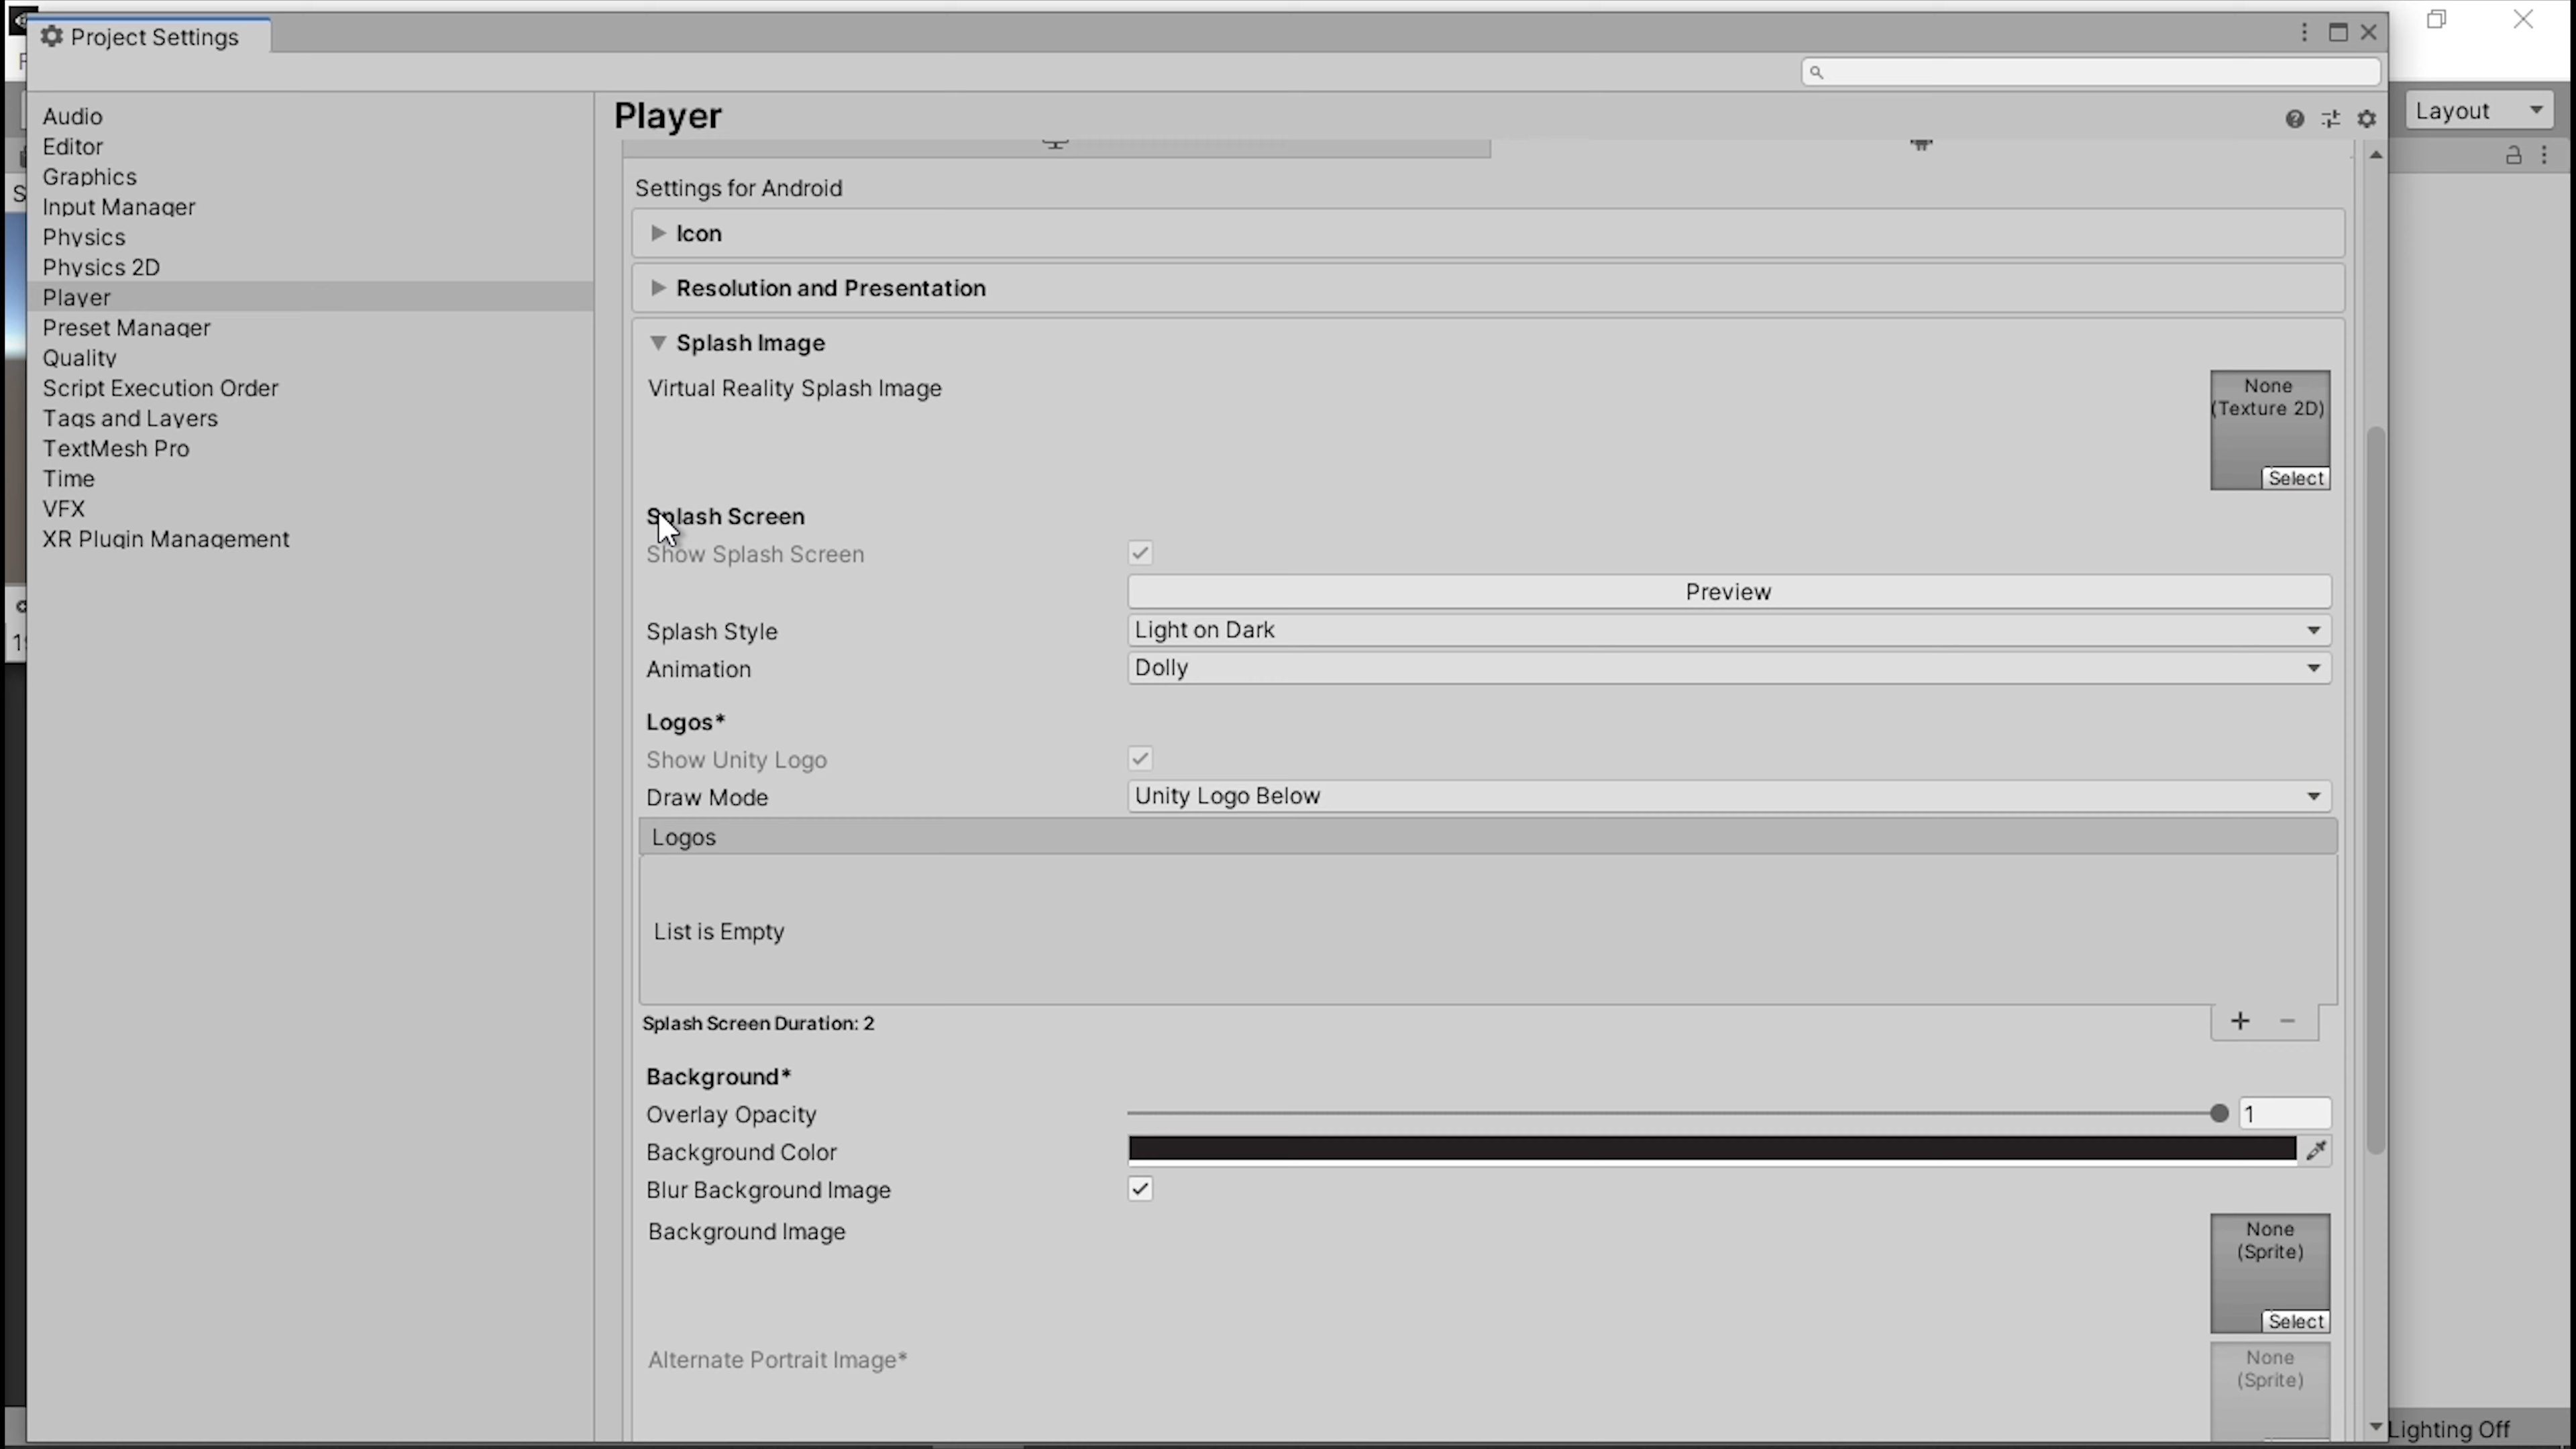 Project Settings
Layout
Audio
Editor
Graphics
Input Manager
Physics
Physics 2D
Player
Preset Manager
Quality
Script Execution Order
Tags and Layers
TextMesh Pro
Time
VFX
XR Plugin Management
Player
Settings for Android
Icon
Resolution and Presentation
Splash Image
Virtual Reality Splash Image
None
(Texture 2D)
Select
Splash Screen
Show Splash Screen
Preview
Splash Style
Light on Dark
Animation
Dolly
Logos*
Show Unity Logo
Draw Mode
Unity Logo Below
Logos
List is Empty
Splash Screen Duration: 2
Background*
Overlay Opacity
1
Background Color
Blur Background Image
Background Image
None
(Sprite)
Select
Alternate Portrait Image*
None
(Sprite)
Lighting Off